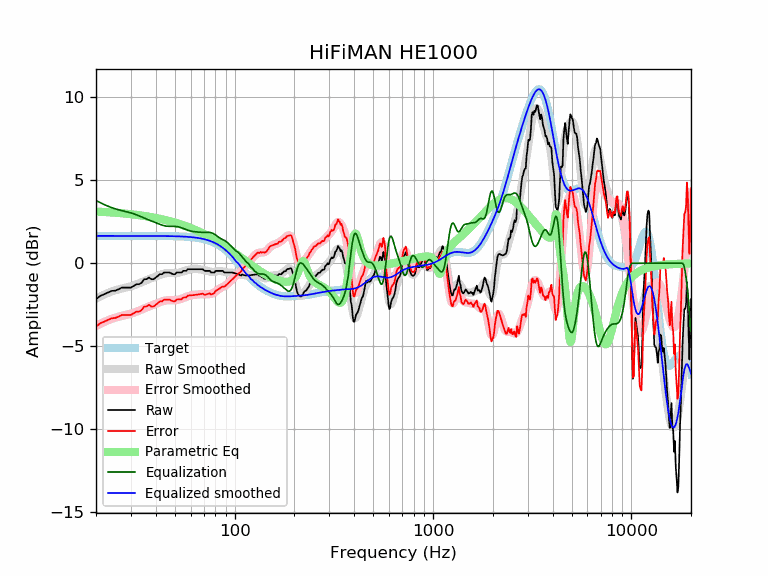 HiFiMAN HE1000
10
5
0
−5
−10
−15
Amplitude (dBr)
Target
Raw Smoothed
Error Smoothed
Raw
Error
Parametric Eq
Equalization
Equalized smoothed
100
1000
10000
Frequency (Hz)